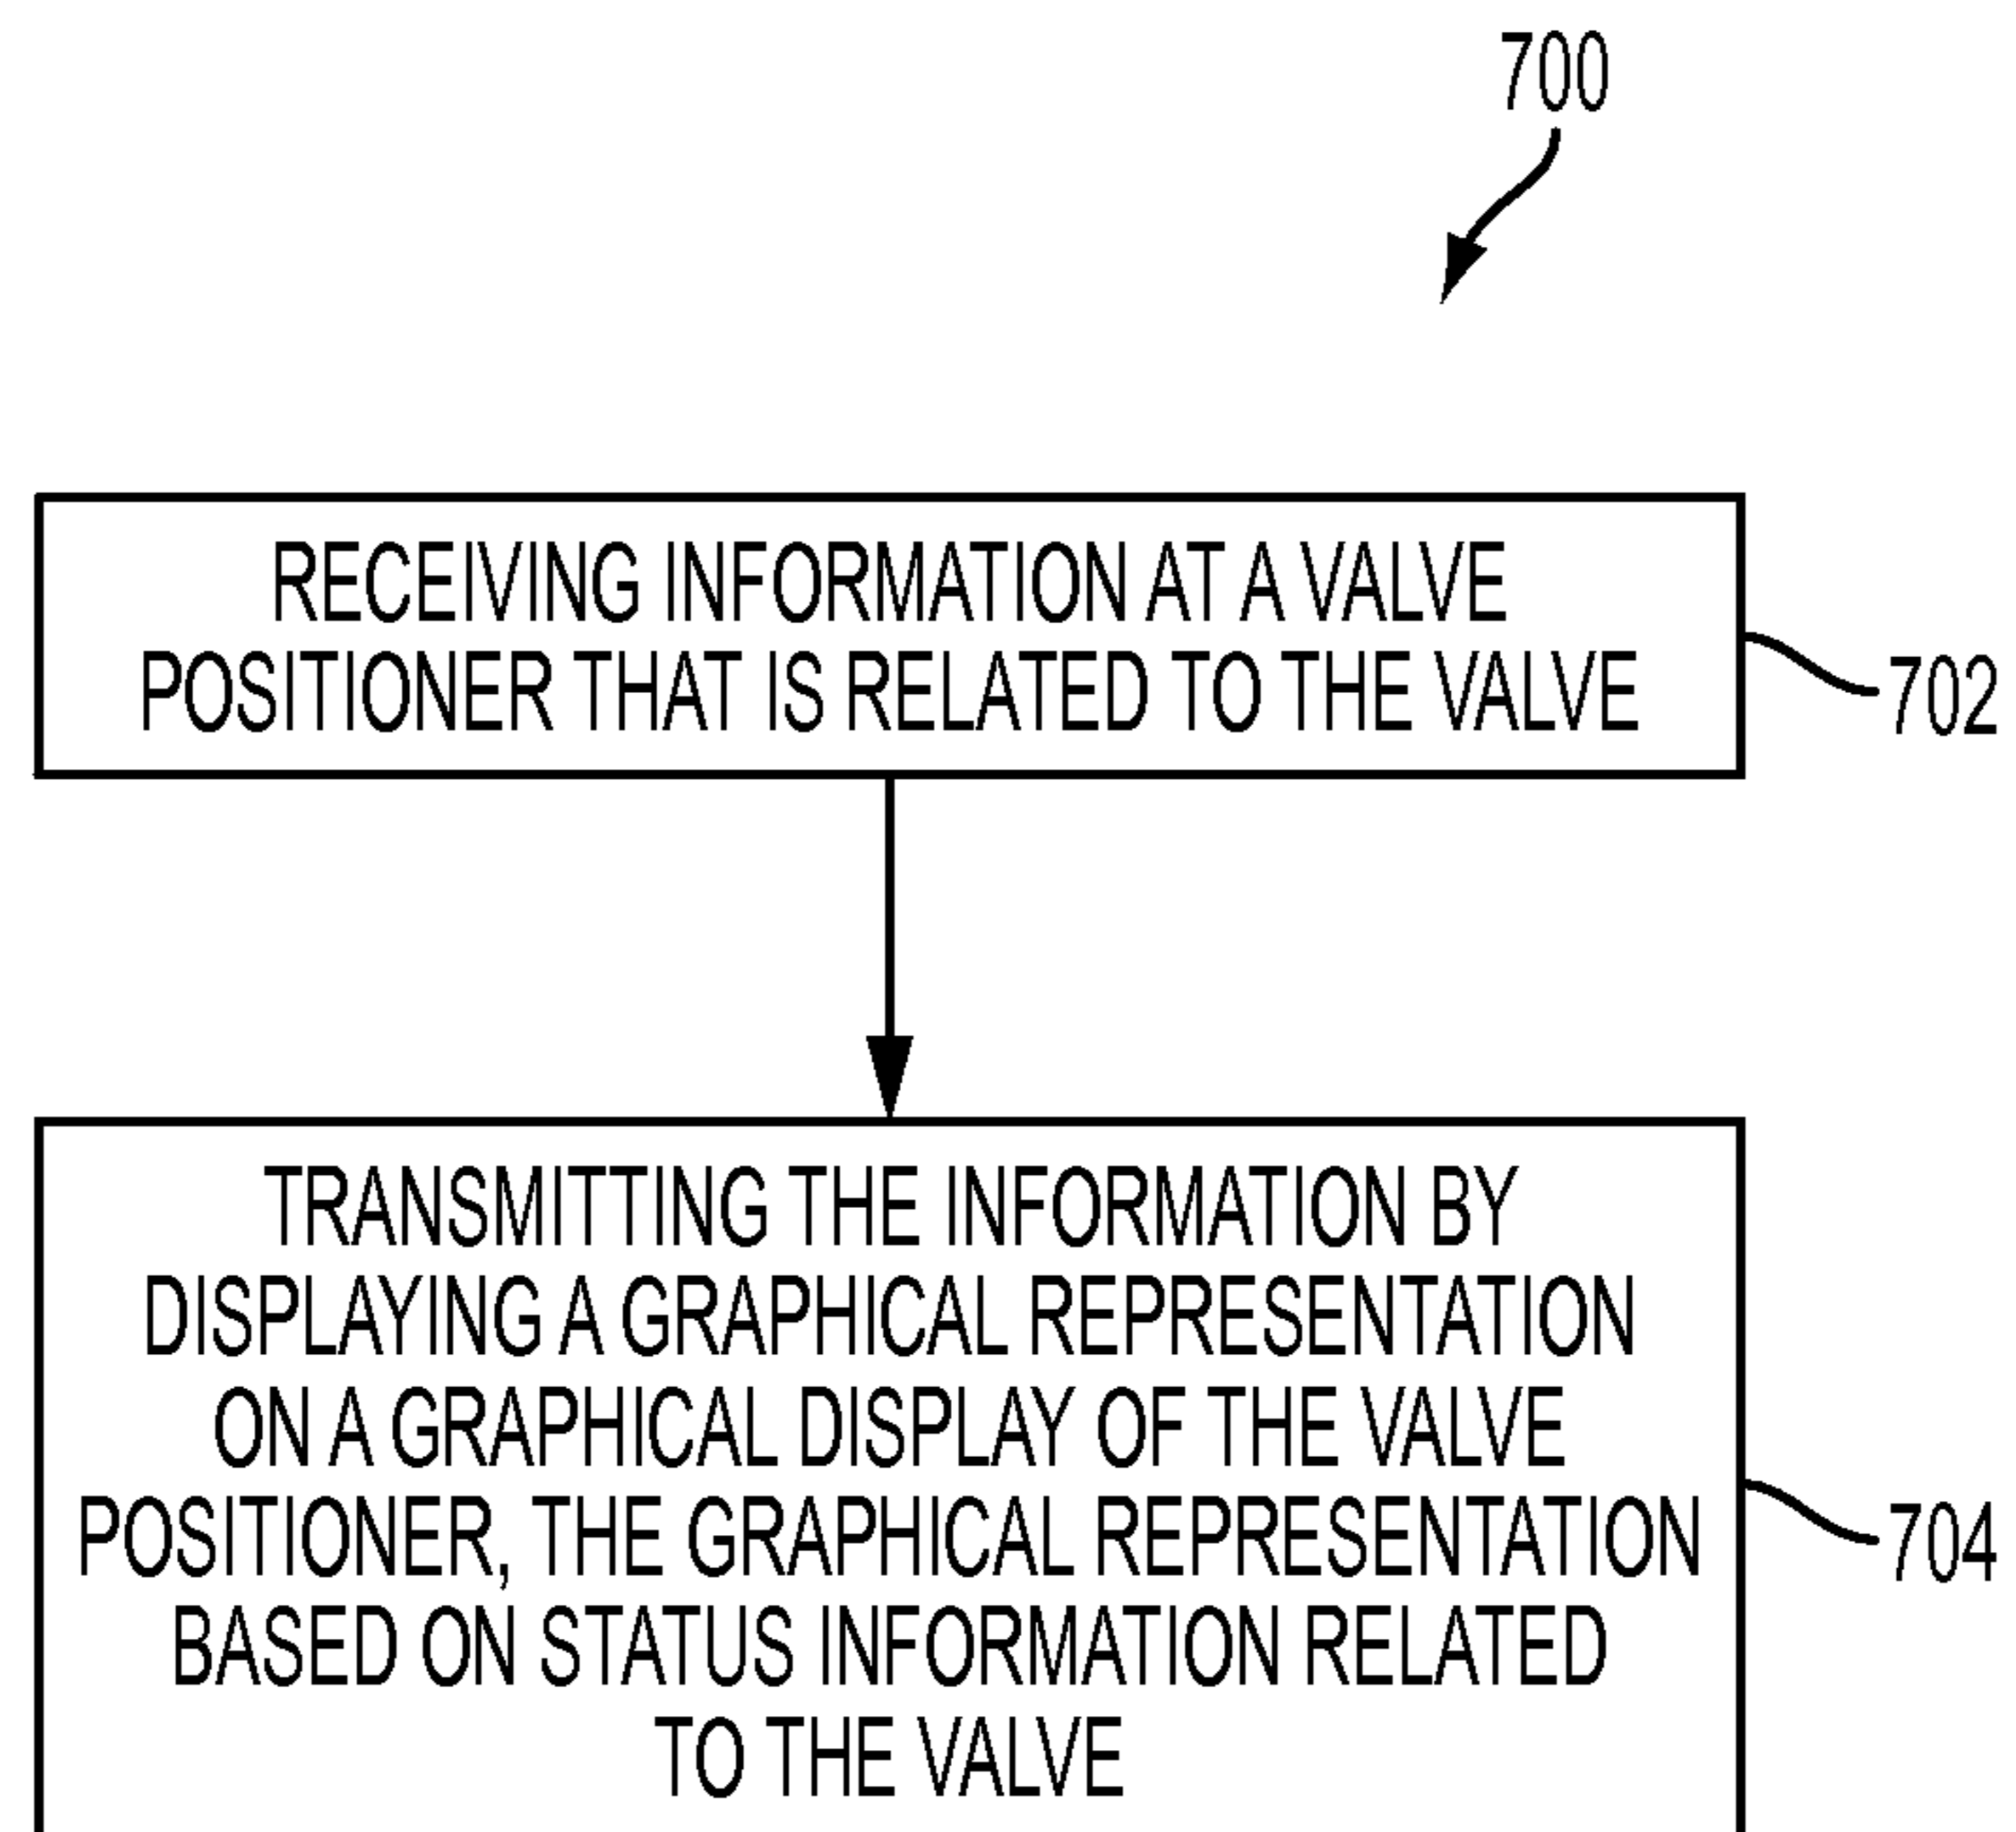 700
RECEIVING INFORMATION AT A VALVE
POSITIONER THAT IS RELATED TO THE VALVE
702
TRANSMITTING THE INFORMATION BY
DISPLAYING A GRAPHICAL REPRESENTATION
ON A GRAPHICAL DISPLAY OF THE VALVE
POSITIONER, THE GRAPHICAL REPRESENTATION
BASED ON STATUS INFORMATION RELATED
TO THE VALVE
704